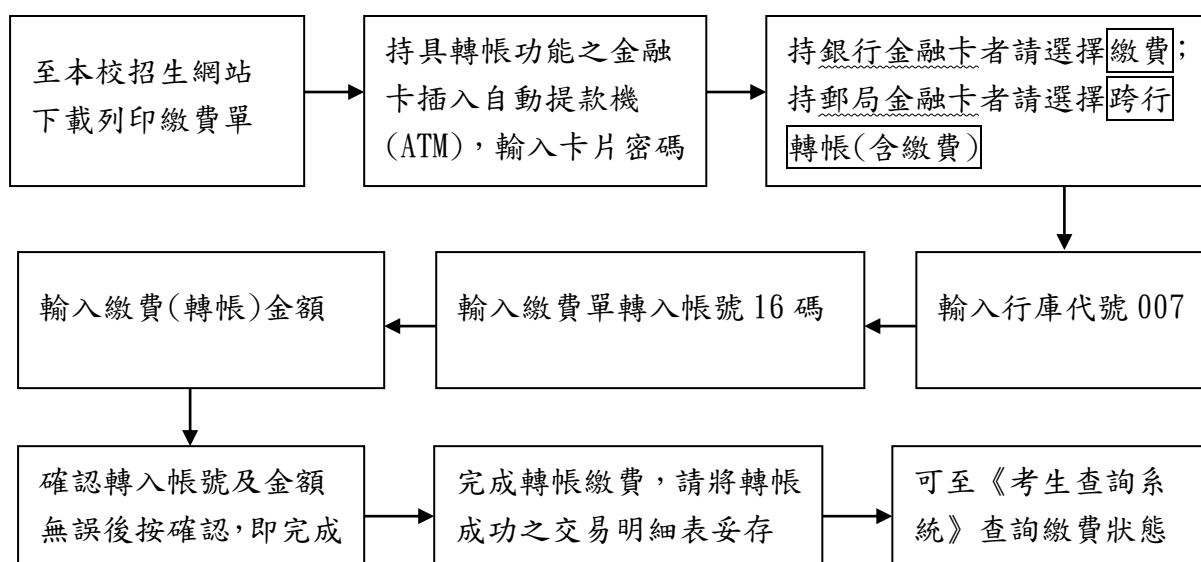 至本校招生網站
下載列印繳費單
持具轉帳功能之金融
卡插入自動提款機
(ATM)，輸入卡片密碼
持銀行金融卡者請選擇繳費；
持郵局金融卡者請選擇跨行
轉帳(含繳費)
輸入行庫代號 007
輸入繳費單轉入帳號 16 碼
輸入繳費(轉帳)金額
確認轉入帳號及金額
無誤後按確認，即完成
完成轉帳繳費，請將轉帳
成功之交易明細表妥存
可至《考生查詢系
統》查詢繳費狀態